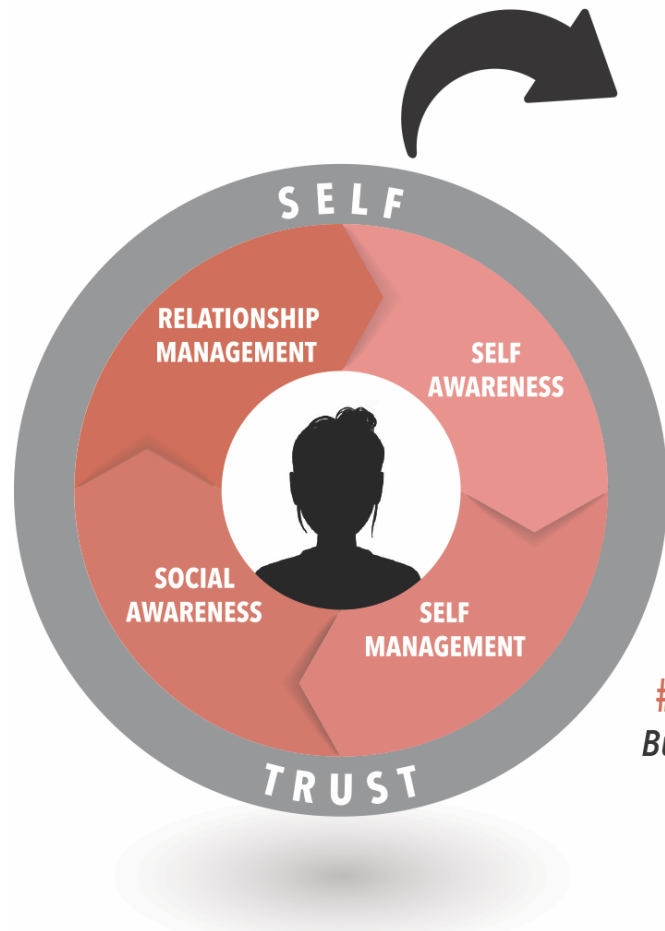 SELF
RELATIONSHIP
MANAGEMENT
SELF
AWARENESS
SOCIAL
AWARENESS
SELF
MANAGEMENT
#
TRUST